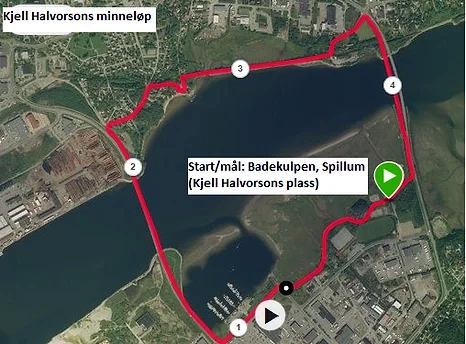 Kjell Halvorsons minneløp
3
4
2
Start/mål: Badekulpen, Spillum
(Kjell Halvorsons plass)
1